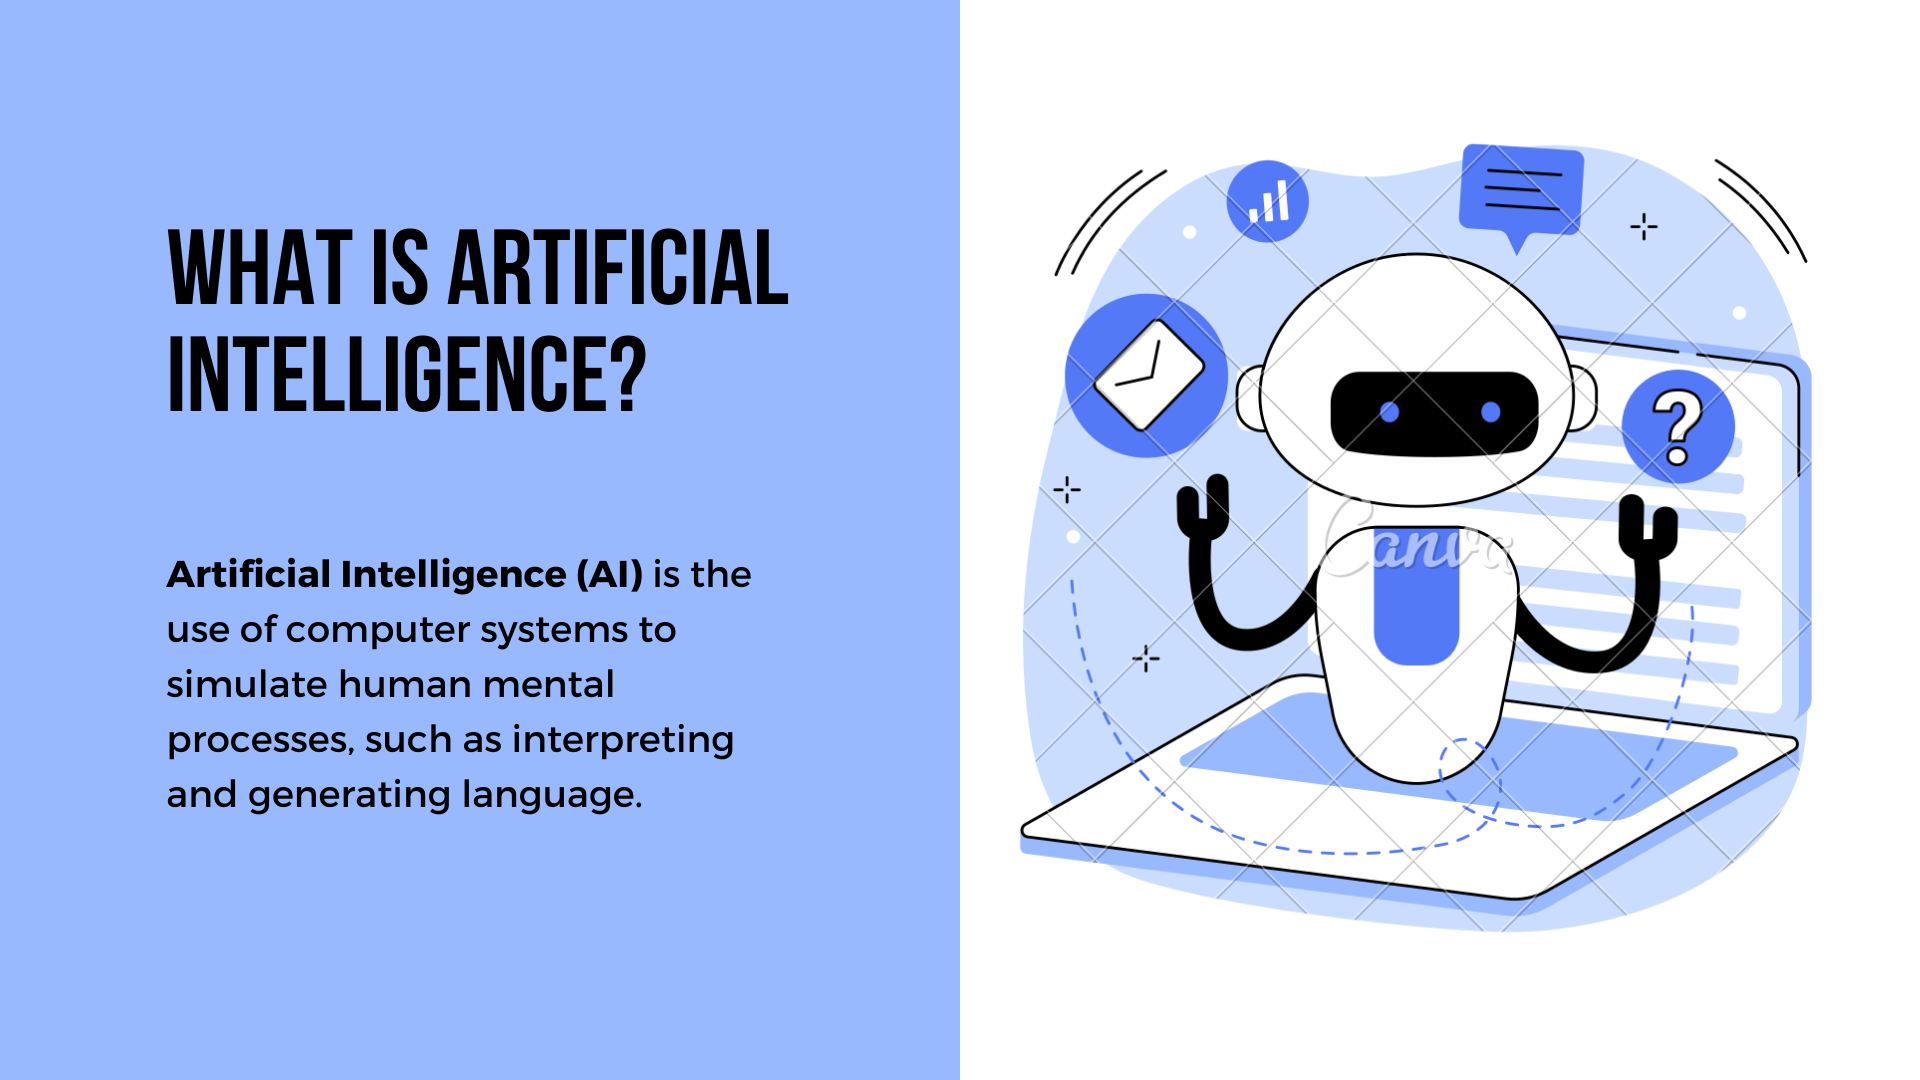 WHAT IS ARTIFICIAL
INTELLIGENCE?
Artificial Intelligence (AI) is the
use of computer systems to
simulate human mental
processes, such as interpreting
and generating language.
?
Canva